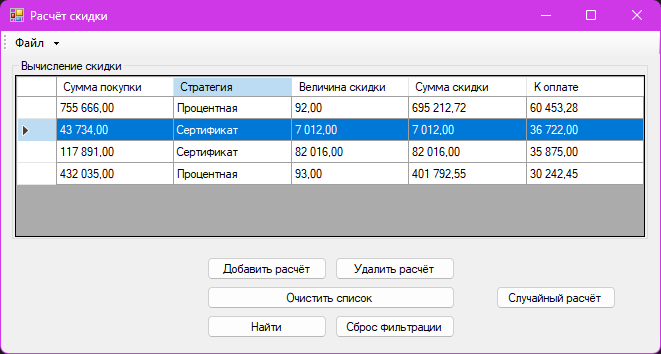 Расчёт скидки
Файл
Вычисление скидки
Сумма покупки Стратегия Величина скидки Сумма скидки К оплате
755 666,00 Процентная 92,00 695 212,72 60 453,28
43 734,00 Сертификат 7 012,00 7 012,00 36 722,00
117 891,00 Сертификат 82 016,00 82 016,00 35 875,00
432 035,00 Процентная 93,00 401 792,55 30 242,45
Добавить расчёт Удалить расчёт
Очистить список Случайный расчёт
Найти Сброс фильтрации